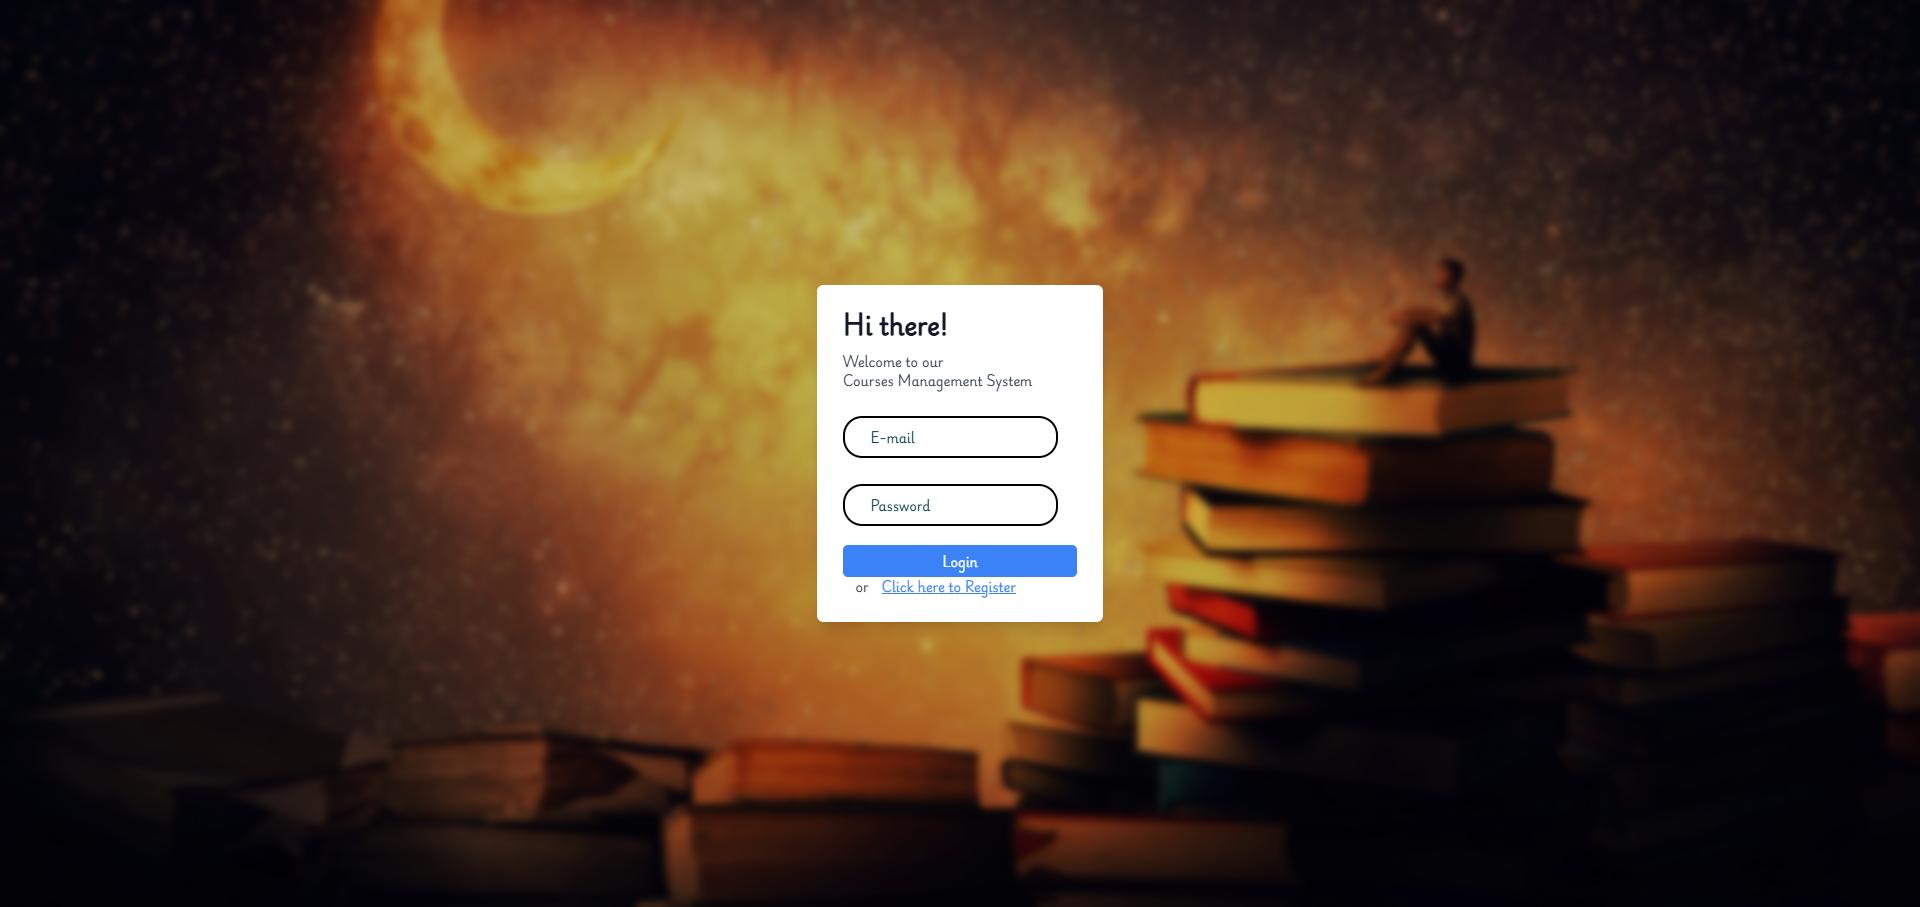 Hi there!
Welcome to our
Courses Management System
E-mail
Password
Login
or Click here to Register